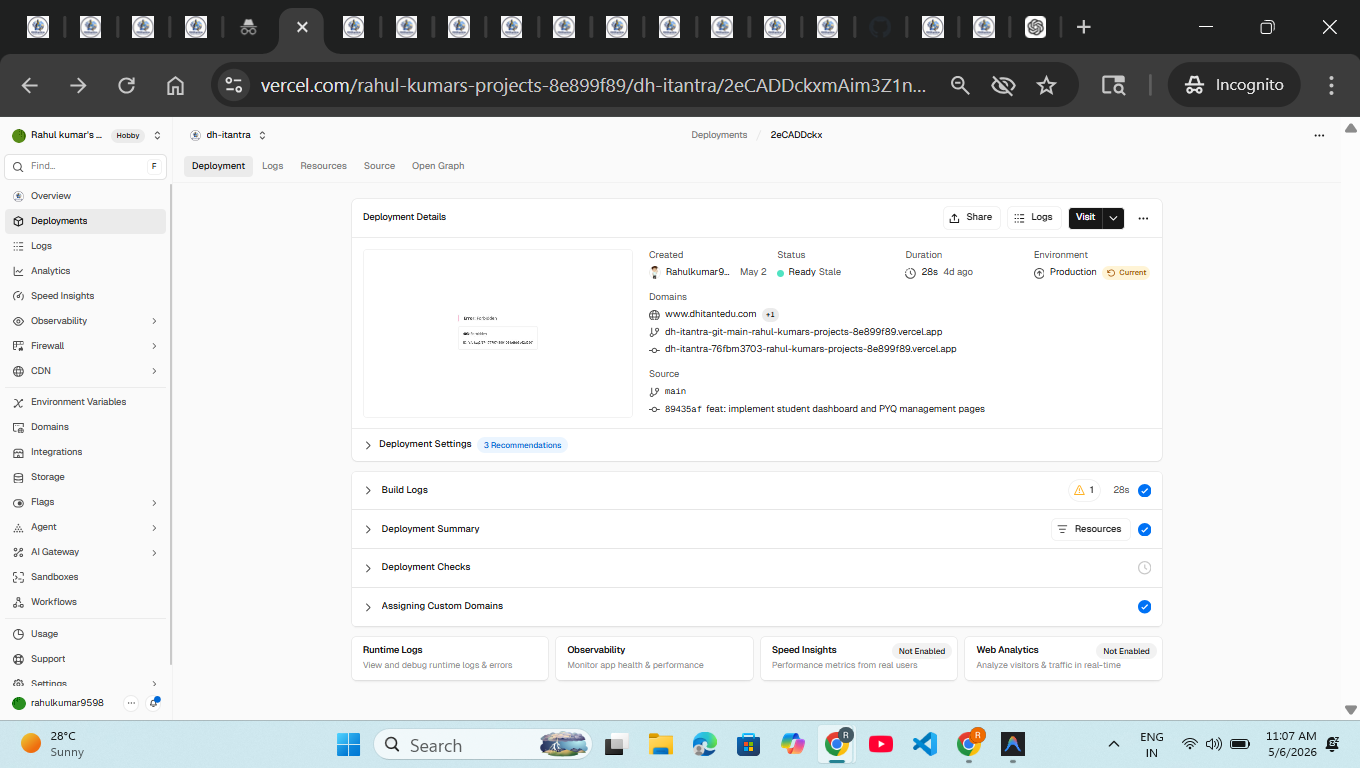 vercel.com/rahul-kumars-projects-8e899f89/dh-itantra/2eCADDckxmAim3Z1n...
Incognito
Rahul kumar's ... Hobby
dh-itantra
Deployments / 2eCADDckx
Find... F
Deployment Logs Resources Source Open Graph
Overview
Deployments
Logs
Analytics
Speed Insights
Observability
Firewall
CDN
Environment Variables
Domains
Integrations
Storage
Flags
Agent
AI Gateway
Sandboxes
Workflows
Usage
Support
Settings
rahulkumar9598
Deployment Details
Share Logs Visit
Error: Forbidden
Created Status Duration Environment
Rahulkumar9... May 2 Ready Stale 28s 4d ago Production Current
Domains
www.dhitantedu.com +1
dh-itantra-git-main-rahul-kumars-projects-8e899f89.vercel.app
dh-itantra-76fbm3703-rahul-kumars-projects-8e899f89.vercel.app
Source
main
89435af feat: implement student dashboard and PYQ management pages
Deployment Settings 3 Recommendations
Build Logs 1 28s
Deployment Summary Resources
Deployment Checks
Assigning Custom Domains
Runtime Logs
View and debug runtime logs & errors
Observability
Monitor app health & performance
Speed Insights Not Enabled
Performance metrics from real users
Web Analytics Not Enabled
Analyze visitors & traffic in real-time
28°C
Sunny
Search
R
R
ENG
IN
11:07 AM
5/6/2026